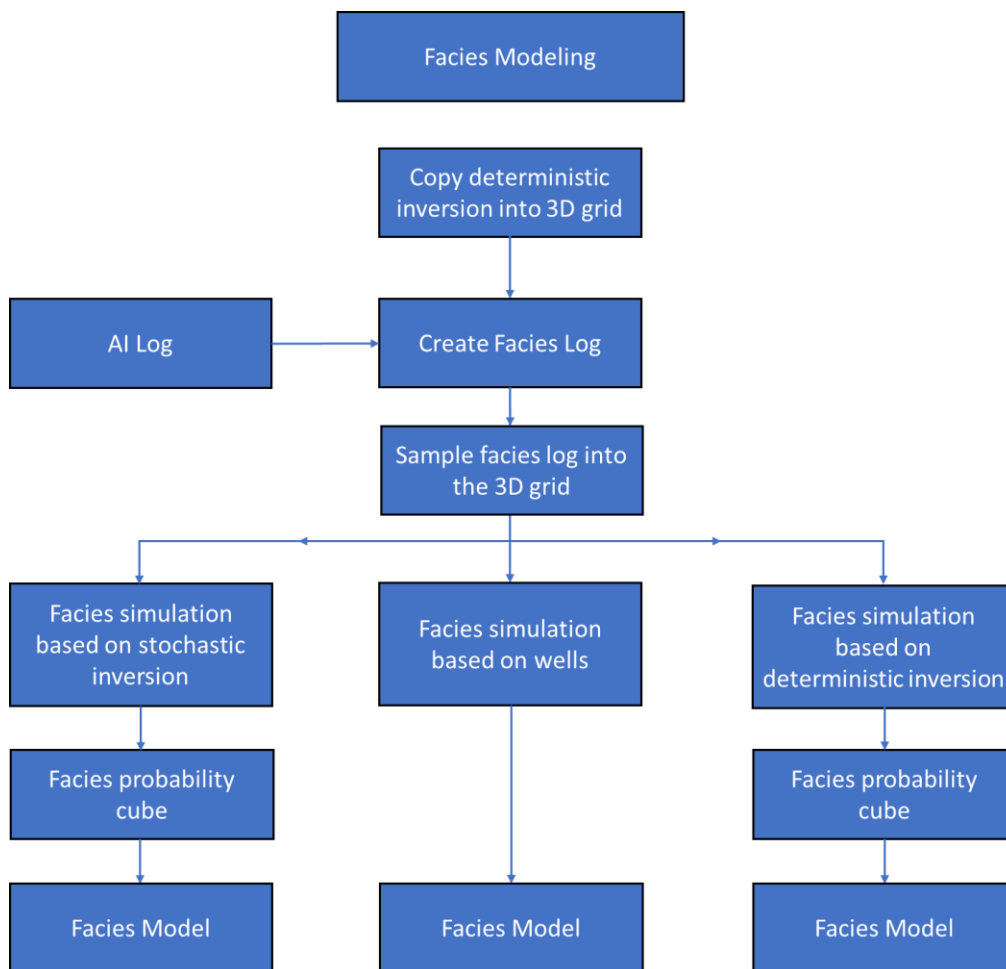 Facies Modeling
Copy deterministic
inversion into 3D grid
AI Log
Create Facies Log
Sample facies log into
the 3D grid
Facies simulation
based on stochastic
inversion
Facies simulation
based on wells
Facies simulation
based on
deterministic inversion
Facies probability
cube
Facies probability
cube
Facies Model
Facies Model
Facies Model